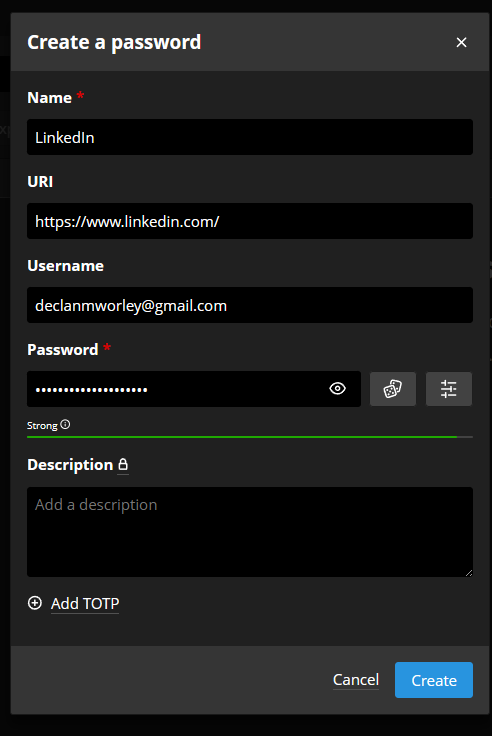 Create a password
Name *
LinkedIn
URI
https://www.linkedin.com/
Username
declanmworley@gmail.com
Password *
••••••••••••••••••••
Strong
Description
Add a description
Add TOTP
Cancel
Create